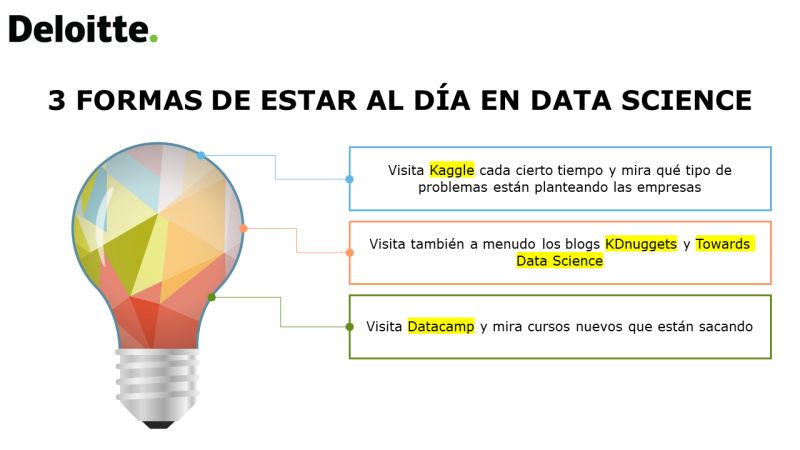 Deloitte.
3 FORMAS DE ESTAR AL DÍA EN DATA SCIENCE
Visita Kaggle cada cierto tiempo y mira qué tipo de
problemas están planteando las empresas
Visita también a menudo los blogs KDnuggets y Towards
Data Science
Visita Datacamp y mira cursos nuevos que están sacando